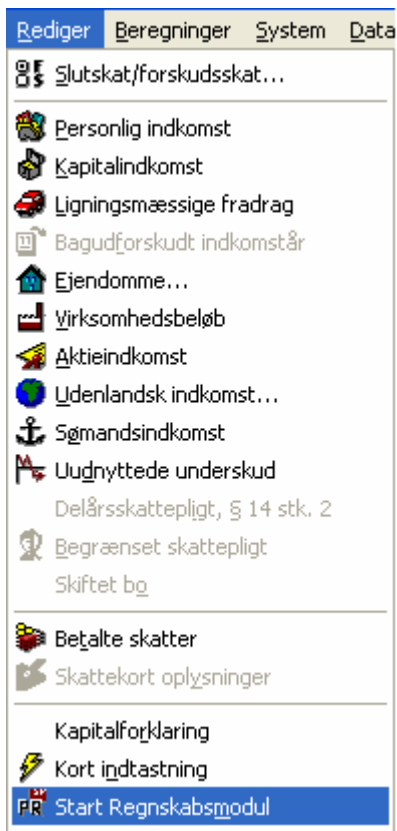 Rediger Beregninger System Data
Slutskat/forskudsskat...
Personlig indkomst
Kapitalindkomst
Ligningsmæssige fradrag
Bagudforskudt indkomstår
Ejendomme...
Virksomhedsbeløb
Aktieindkomst
Udenlandsk indkomst...
Sømandsindkomst
Uudnyttede underskud
Delårsskattepligt, § 14 stk. 2
Begrænset skattepligt
Skiftet bo
Betalte skatter
Skattekort oplysninger
Kapitalforklaring
Kort indtastning
PR Start Regnskabsmodul